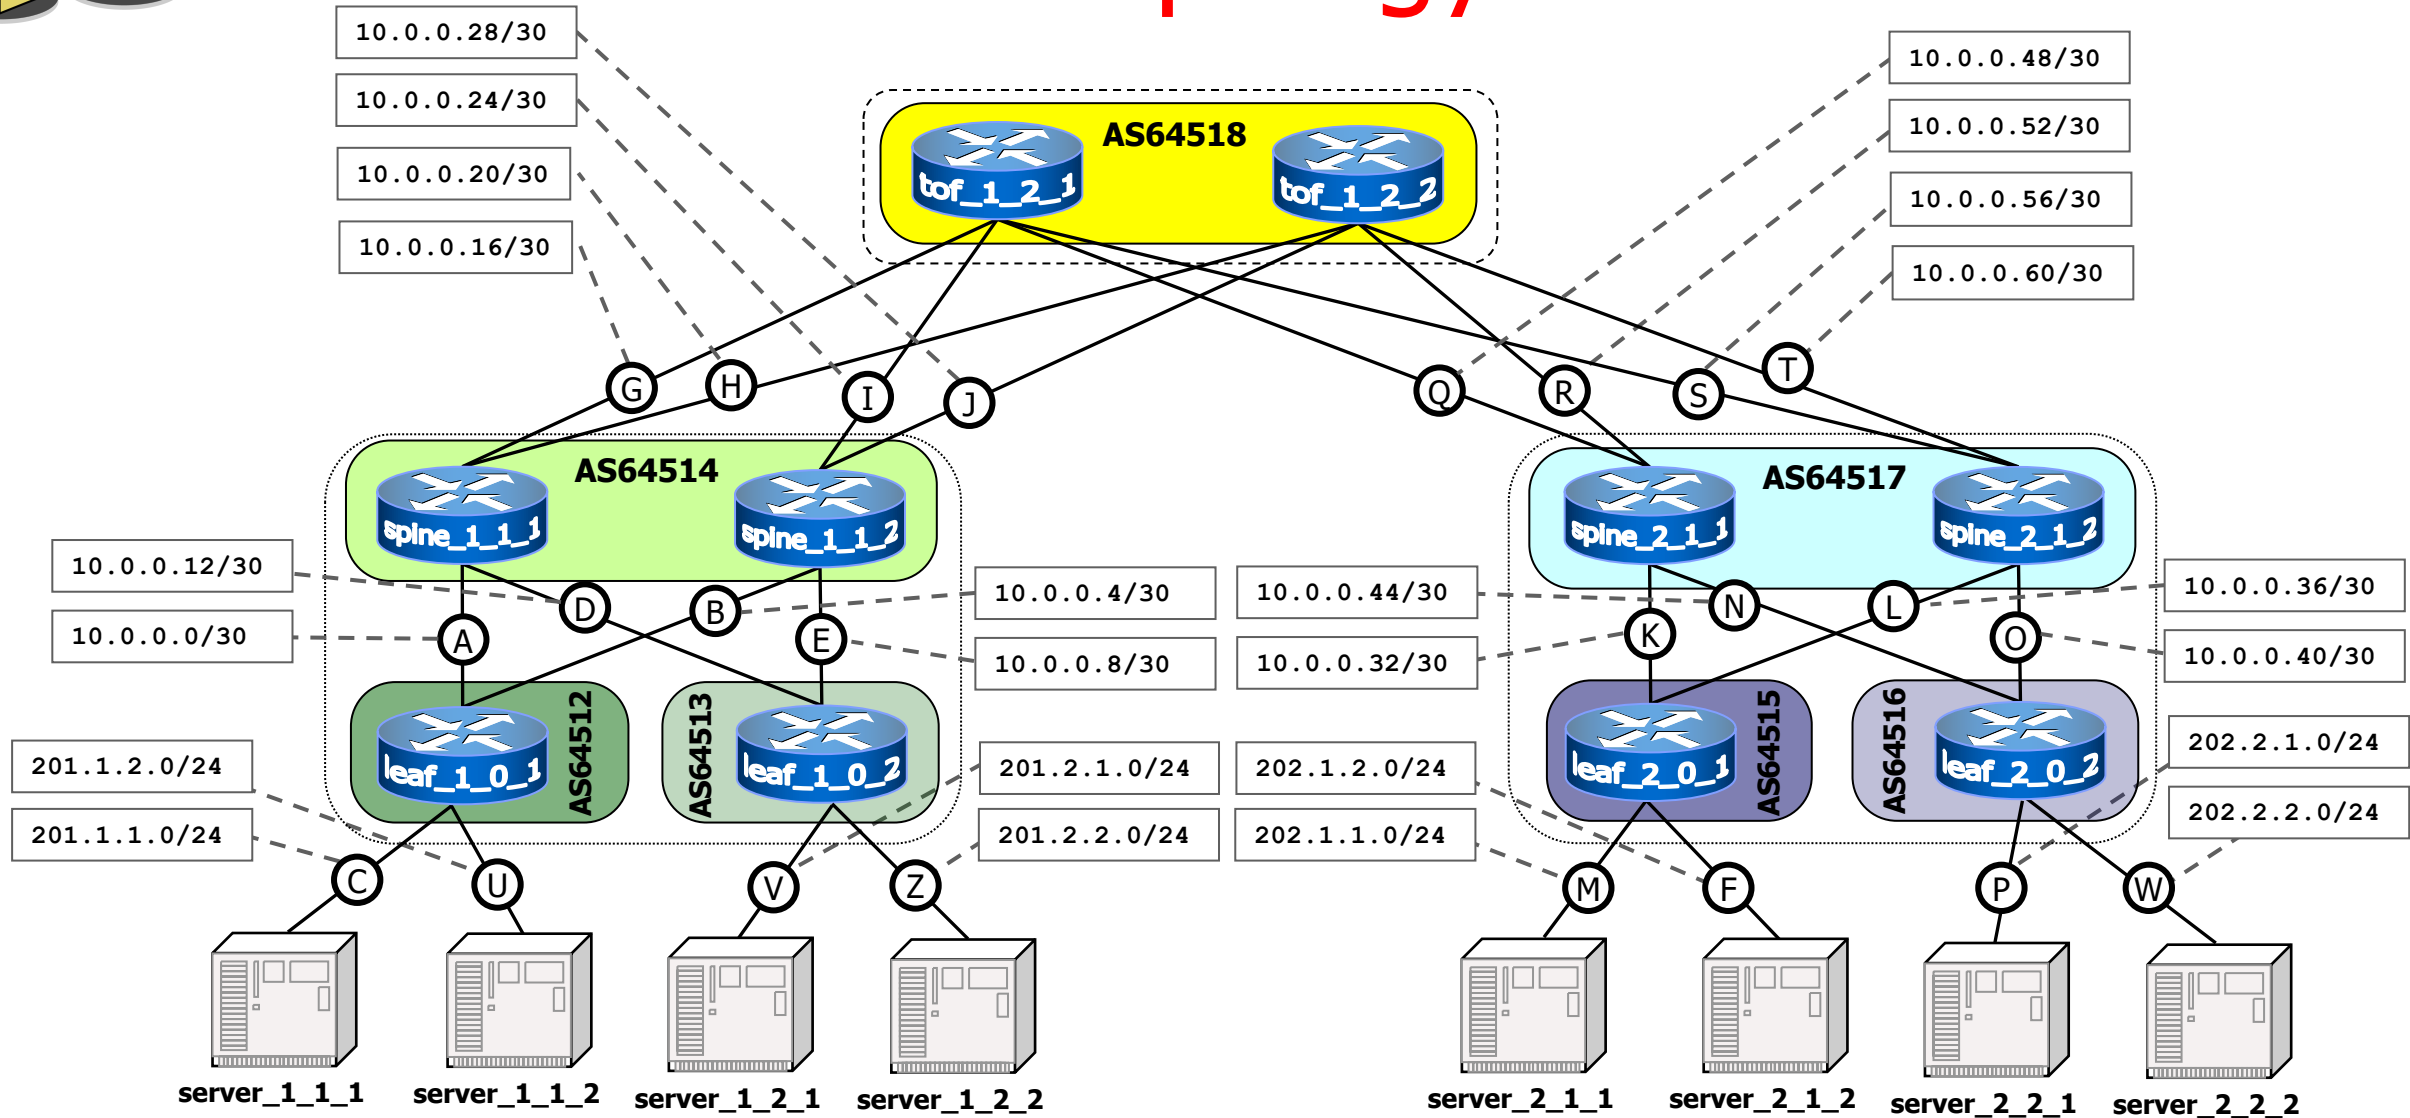 10.0.0.28/30
10.0.0.48/30
10.0.0.24/30
10.0.0.52/30
AS64518
10.0.0.20/30
tof_1_2_1
tof_1_2_2
10.0.0.56/30
10.0.0.16/30
10.0.0.60/30
G
H
I
J
Q
R
S
T
AS64514
AS64517
spine_1_1_1
spine_1_1_2
spine_2_1_1
spine_2_1_2
10.0.0.12/30
10.0.0.4/30
10.0.0.44/30
10.0.0.36/30
D
B
N
L
10.0.0.0/30
A
E
K
O
10.0.0.8/30
10.0.0.32/30
10.0.0.40/30
AS64512
AS64513
AS64515
AS64516
leaf_1_0_1
leaf_1_0_2
leaf_2_0_1
leaf_2_0_2
201.1.2.0/24
201.2.1.0/24
202.1.2.0/24
202.2.1.0/24
201.1.1.0/24
201.2.2.0/24
202.1.1.0/24
202.2.2.0/24
C
U
V
Z
M
F
P
W
server_1_1_1
server_1_1_2
server_1_2_1
server_1_2_2
server_2_1_1
server_2_1_2
server_2_2_1
server_2_2_2